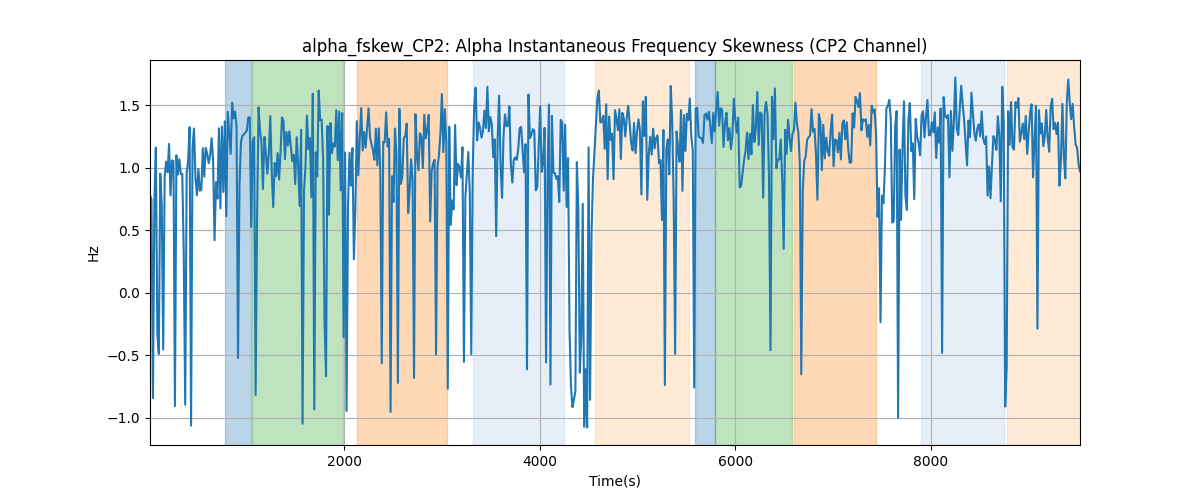 alpha_fskew_CP2: Alpha Instantaneous Frequency Skewness (CP2 Channel)
1.5
1.0
0.5
0.0
−0.5
−1.0
Hz
2000 4000 6000 8000
Time(s)